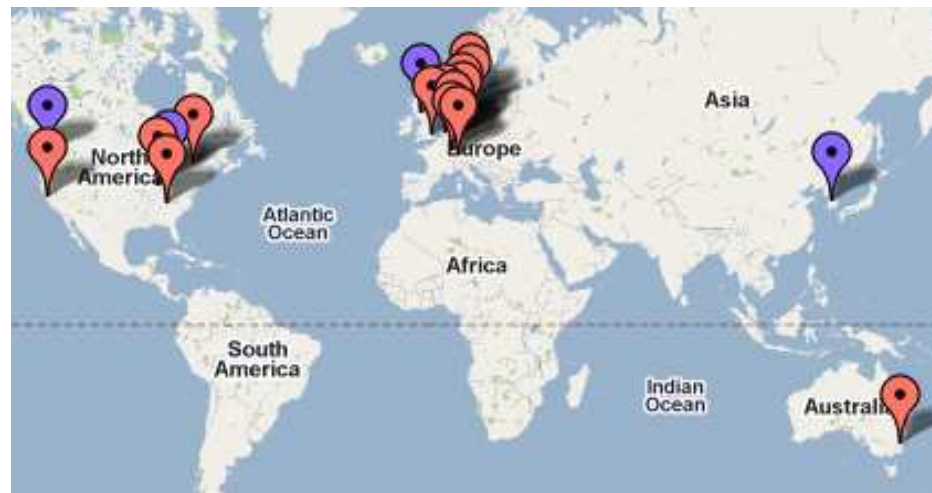 Asia
North
America
Europe
Atlantic
Ocean
Africa
South
America
Indian
Ocean
Australi